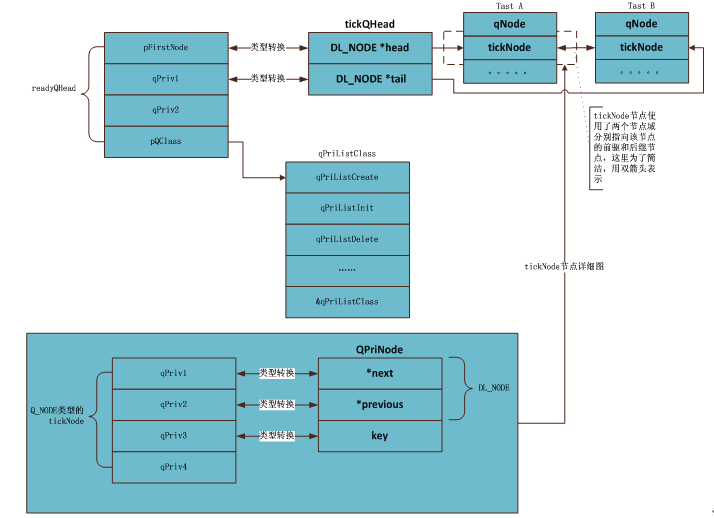 tickQHead
Tast A
Tast B
pFirstNode
qPriv1
qPriv2
pQClass
readyQHead
类型转换
类型转换
DL_NODE *head
DL_NODE *tail
qNode
tickNode
。。。。。
qNode
tickNode
。。。。。
tickNode节点使
用了两个节点域
分别指向该节点
的前驱和后继节
点，这里为了简
洁，用双箭头表
示
qPriListClass
qPriListCreate
qPriListInit
qPriListDelete
......
&qPriListClass
tickNode节点详细图
QPriNode
Q_NODE类型的
tickNode
qPriv1
qPriv2
qPriv3
qPriv4
类型转换
类型转换
类型转换
*next
*previous
key
DL_NODE